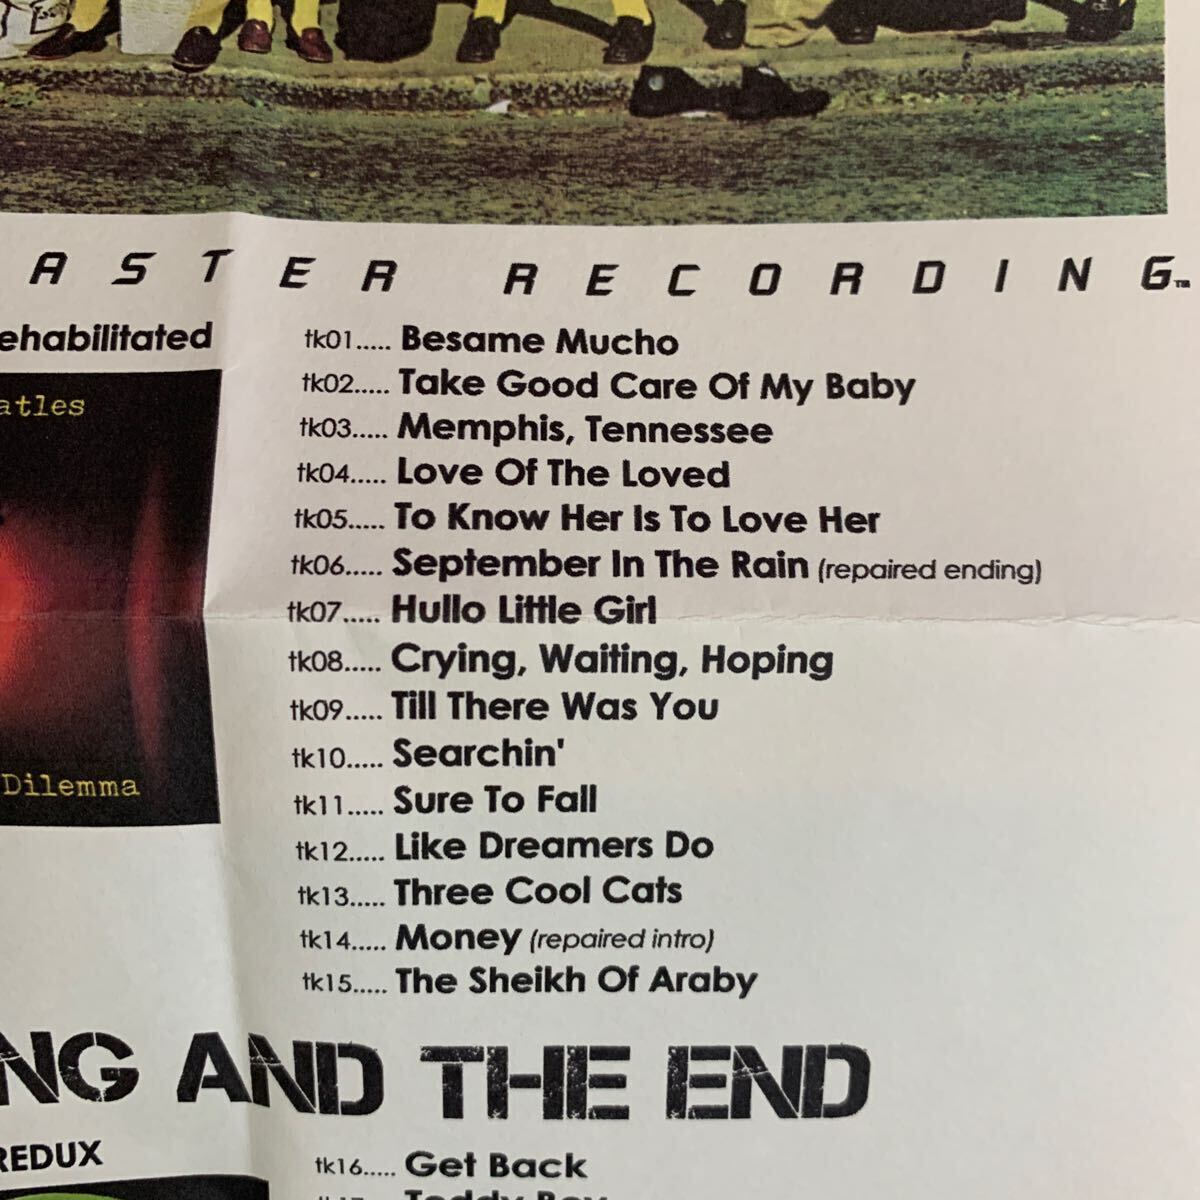 ASTER RECORDING™
ehabilitated
atles
Dilemma
tk01..... Besame Mucho
tk02..... Take Good Care Of My Baby
tk03..... Memphis, Tennessee
tk04..... Love Of The Loved
tk05..... To Know Her Is To Love Her
tk06..... September In The Rain (repaired ending)
tk07..... Hullo Little Girl
tk08..... Crying, Waiting, Hoping
tk09..... Till There Was You
tk10..... Searchin'
tk11..... Sure To Fall
tk12..... Like Dreamers Do
tk13..... Three Cool Cats
tk14..... Money (repaired intro)
tk15..... The Sheikh Of Araby
NG AND THE END
REDUX
tk16..... Get Back
Teddy Boy